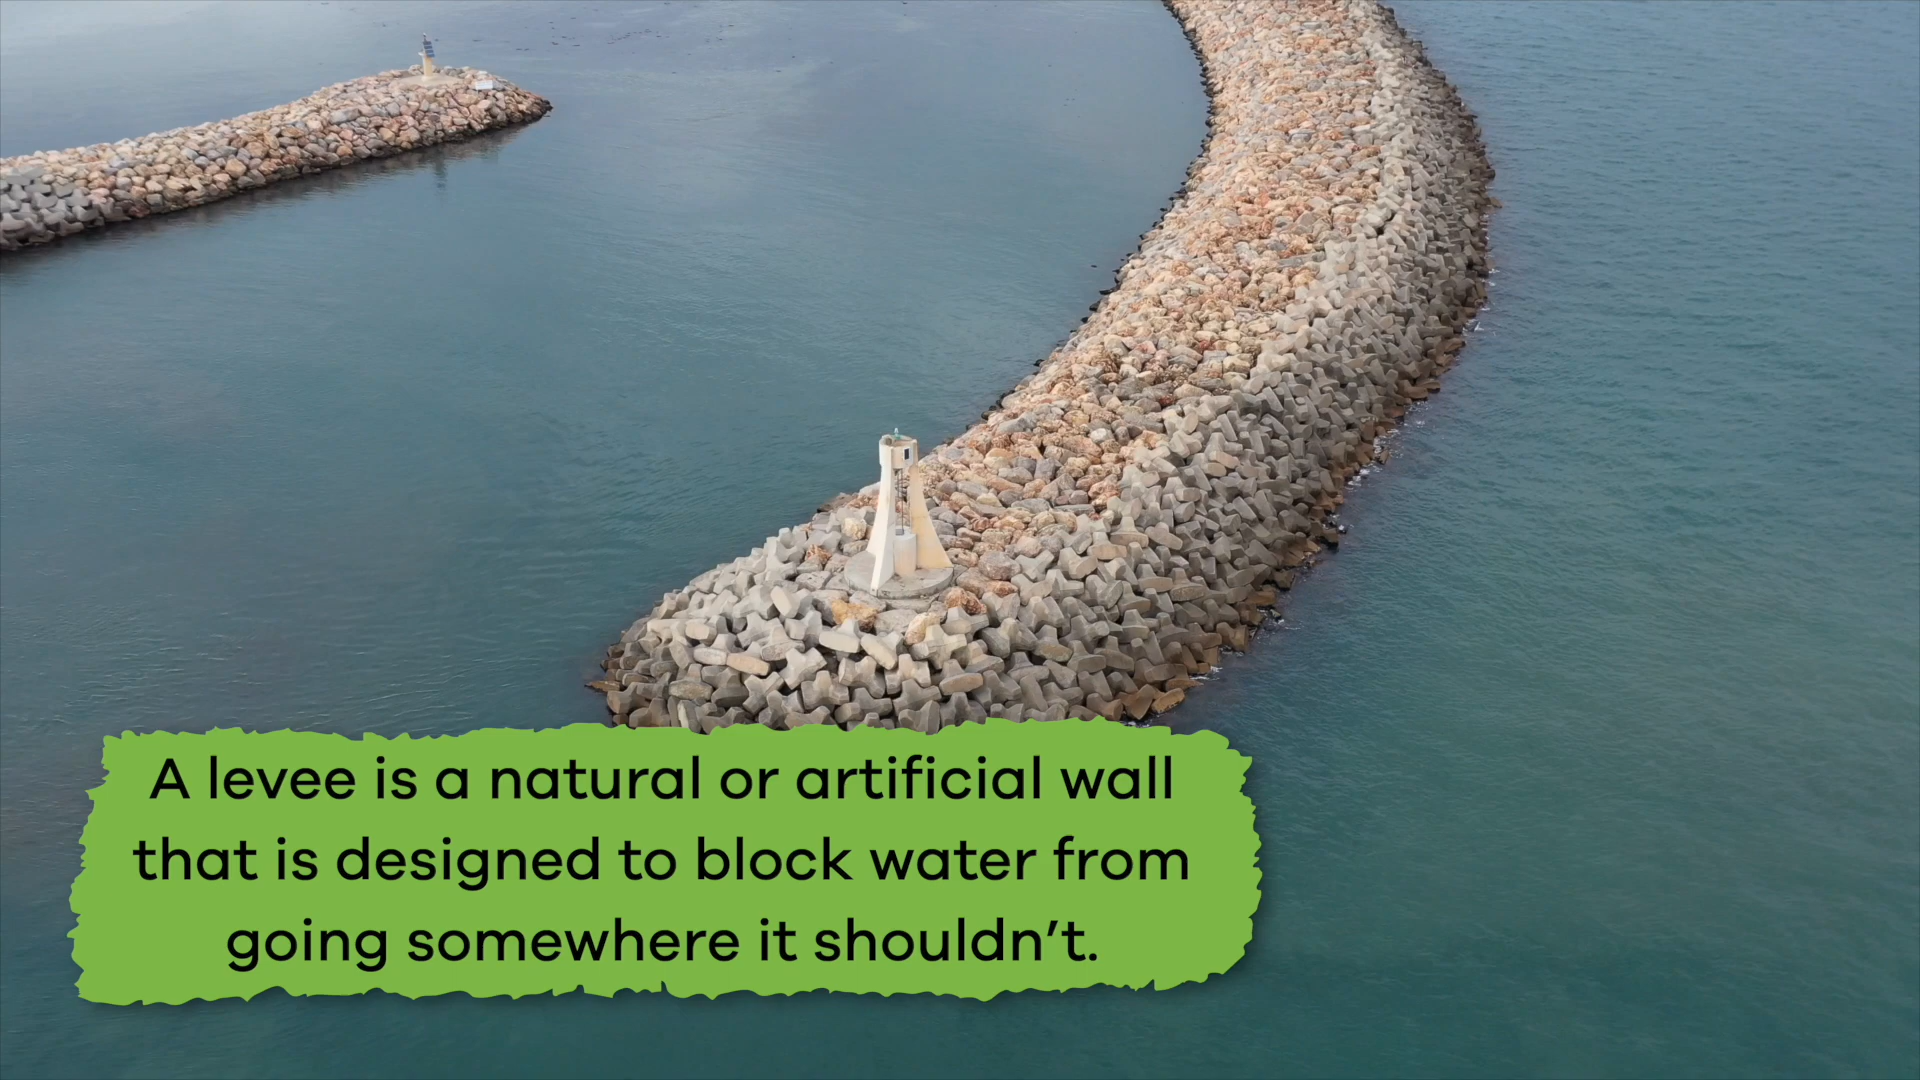 A levee is a natural or artificial wall
that is designed to block water from
going somewhere it shouldn’t.